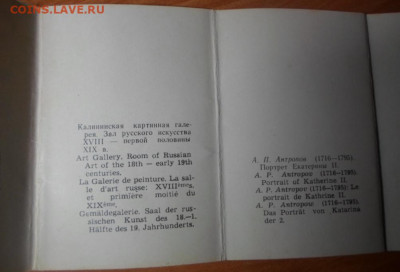 COINS.LAVE.RU
Калининская картинная гале-
рея. Зал русского искусства
XVIII — первой половины
XIX в.
Art Gallery. Room of Russian
Art of the 18th — early 19th
centuries.
La Galerie de peinture. La sal-
le d'art russe: XVIIIème,
et primière moitié du
XIXème.
Gemäldegalerie. Saal der rus-
sischen Kunst des 18.—1.
Hälfte des 19. Jahrhunderts.
А. П. Антропов (1716—1795).
Портрет Екатерины II.
A. P. Antropov (1716—1795).
Portrait of Katherine II.
A. P. Antropov (1716—1795). Le
portrait de Katherine II.
A. P. Antropow (1716—1795).
Das Porträt von Katarina
der 2.